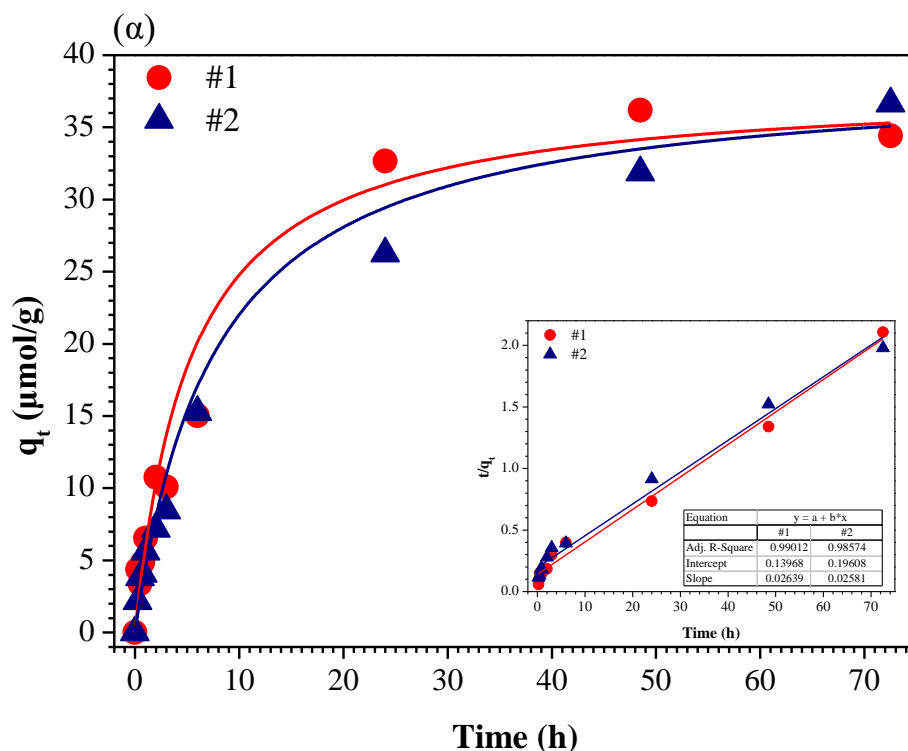 (α)
40
35
30
25
20
15
10
5
0
#1
#2
qt (μmol/g)
0 10 20 30 40 50 60 70
Time (h)
#1
#2
2.0
1.5
1.0
0.5
0.0
t/qt
0 10 20 30 40 50 60 70
Time (h)
Equation y = a + b*x
#1 #2
Adj. R-Square 0.99012 0.98574
Intercept 0.13968 0.19608
Slope 0.02639 0.02581